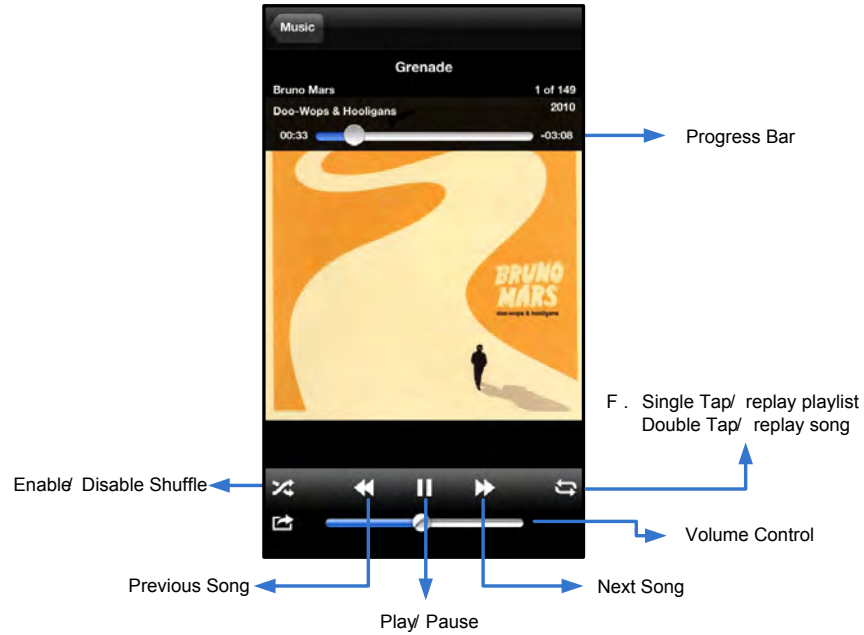 Music
Grenade
Bruno Mars 1 of 149
Doo-Wops & Hooligans 2010
00:33 -03:08
Progress Bar
BRUNO
MARS
doo-wops & hooligans
F . Single Tap/ replay playlist
Double Tap/ replay song
Enable/ Disable Shuffle
Volume Control
Previous Song
Next Song
Play/ Pause